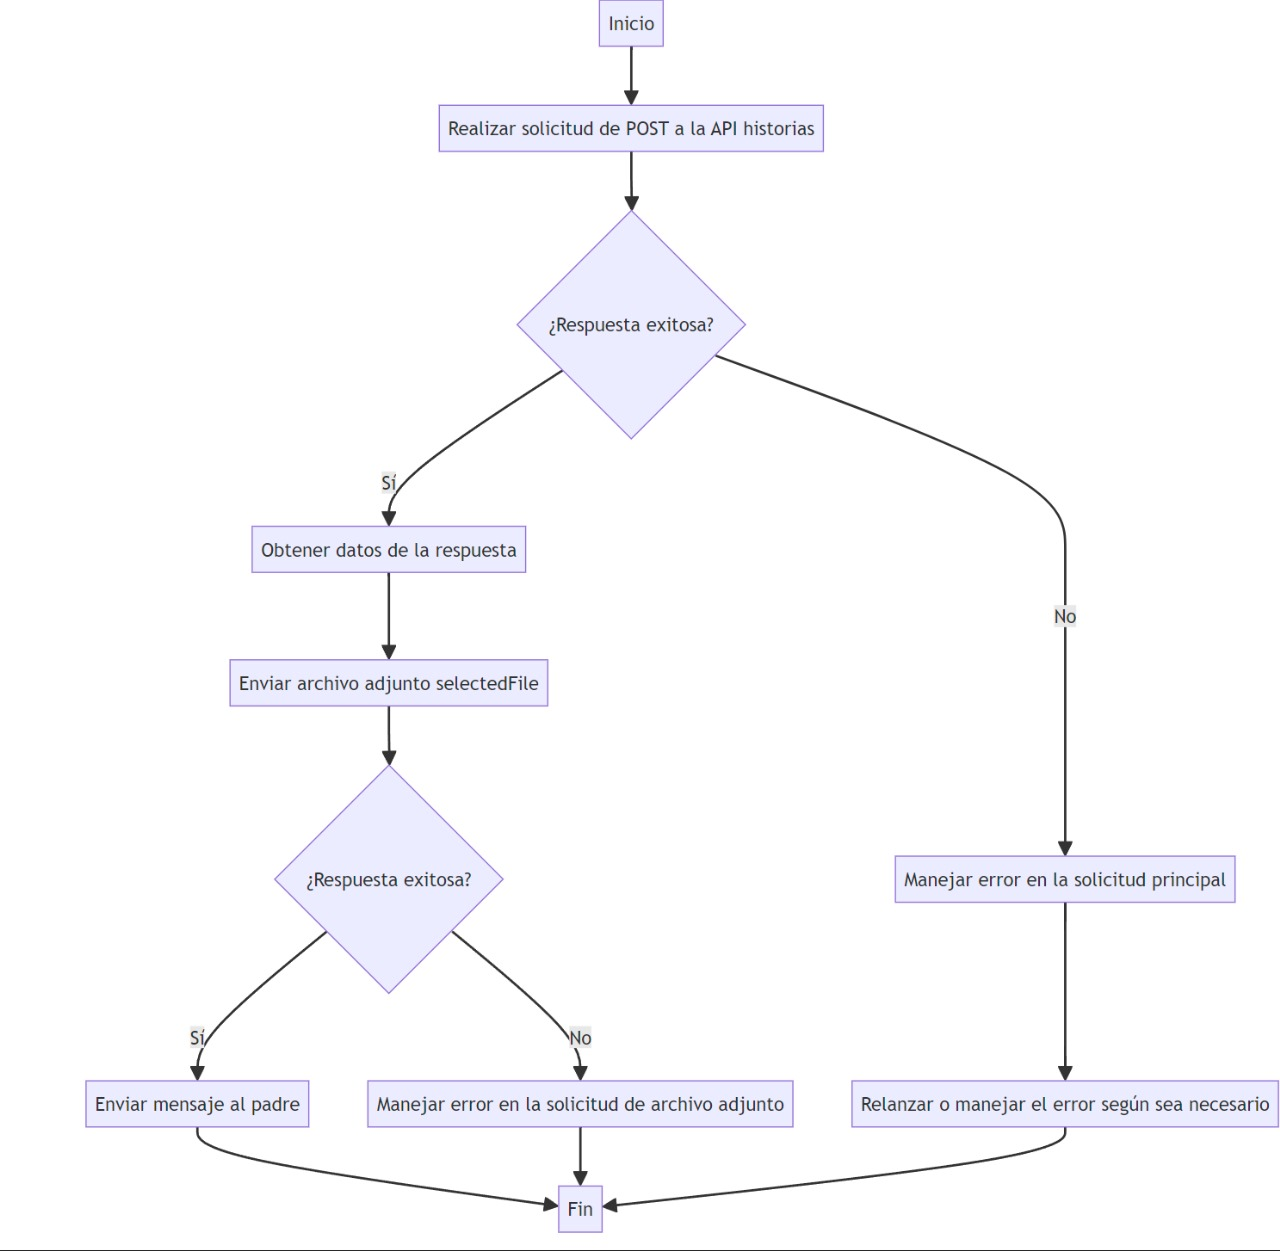 Inicio
Realizar solicitud de POST a la API historias
¿Respuesta exitosa?
Sí
Obtener datos de la respuesta
No
Enviar archivo adjunto selectedFile
¿Respuesta exitosa?
Manejar error en la solicitud principal
Sí
No
Enviar mensaje al padre
Manejar error en la solicitud de archivo adjunto
Relanzar o manejar el error según sea necesario
Fin